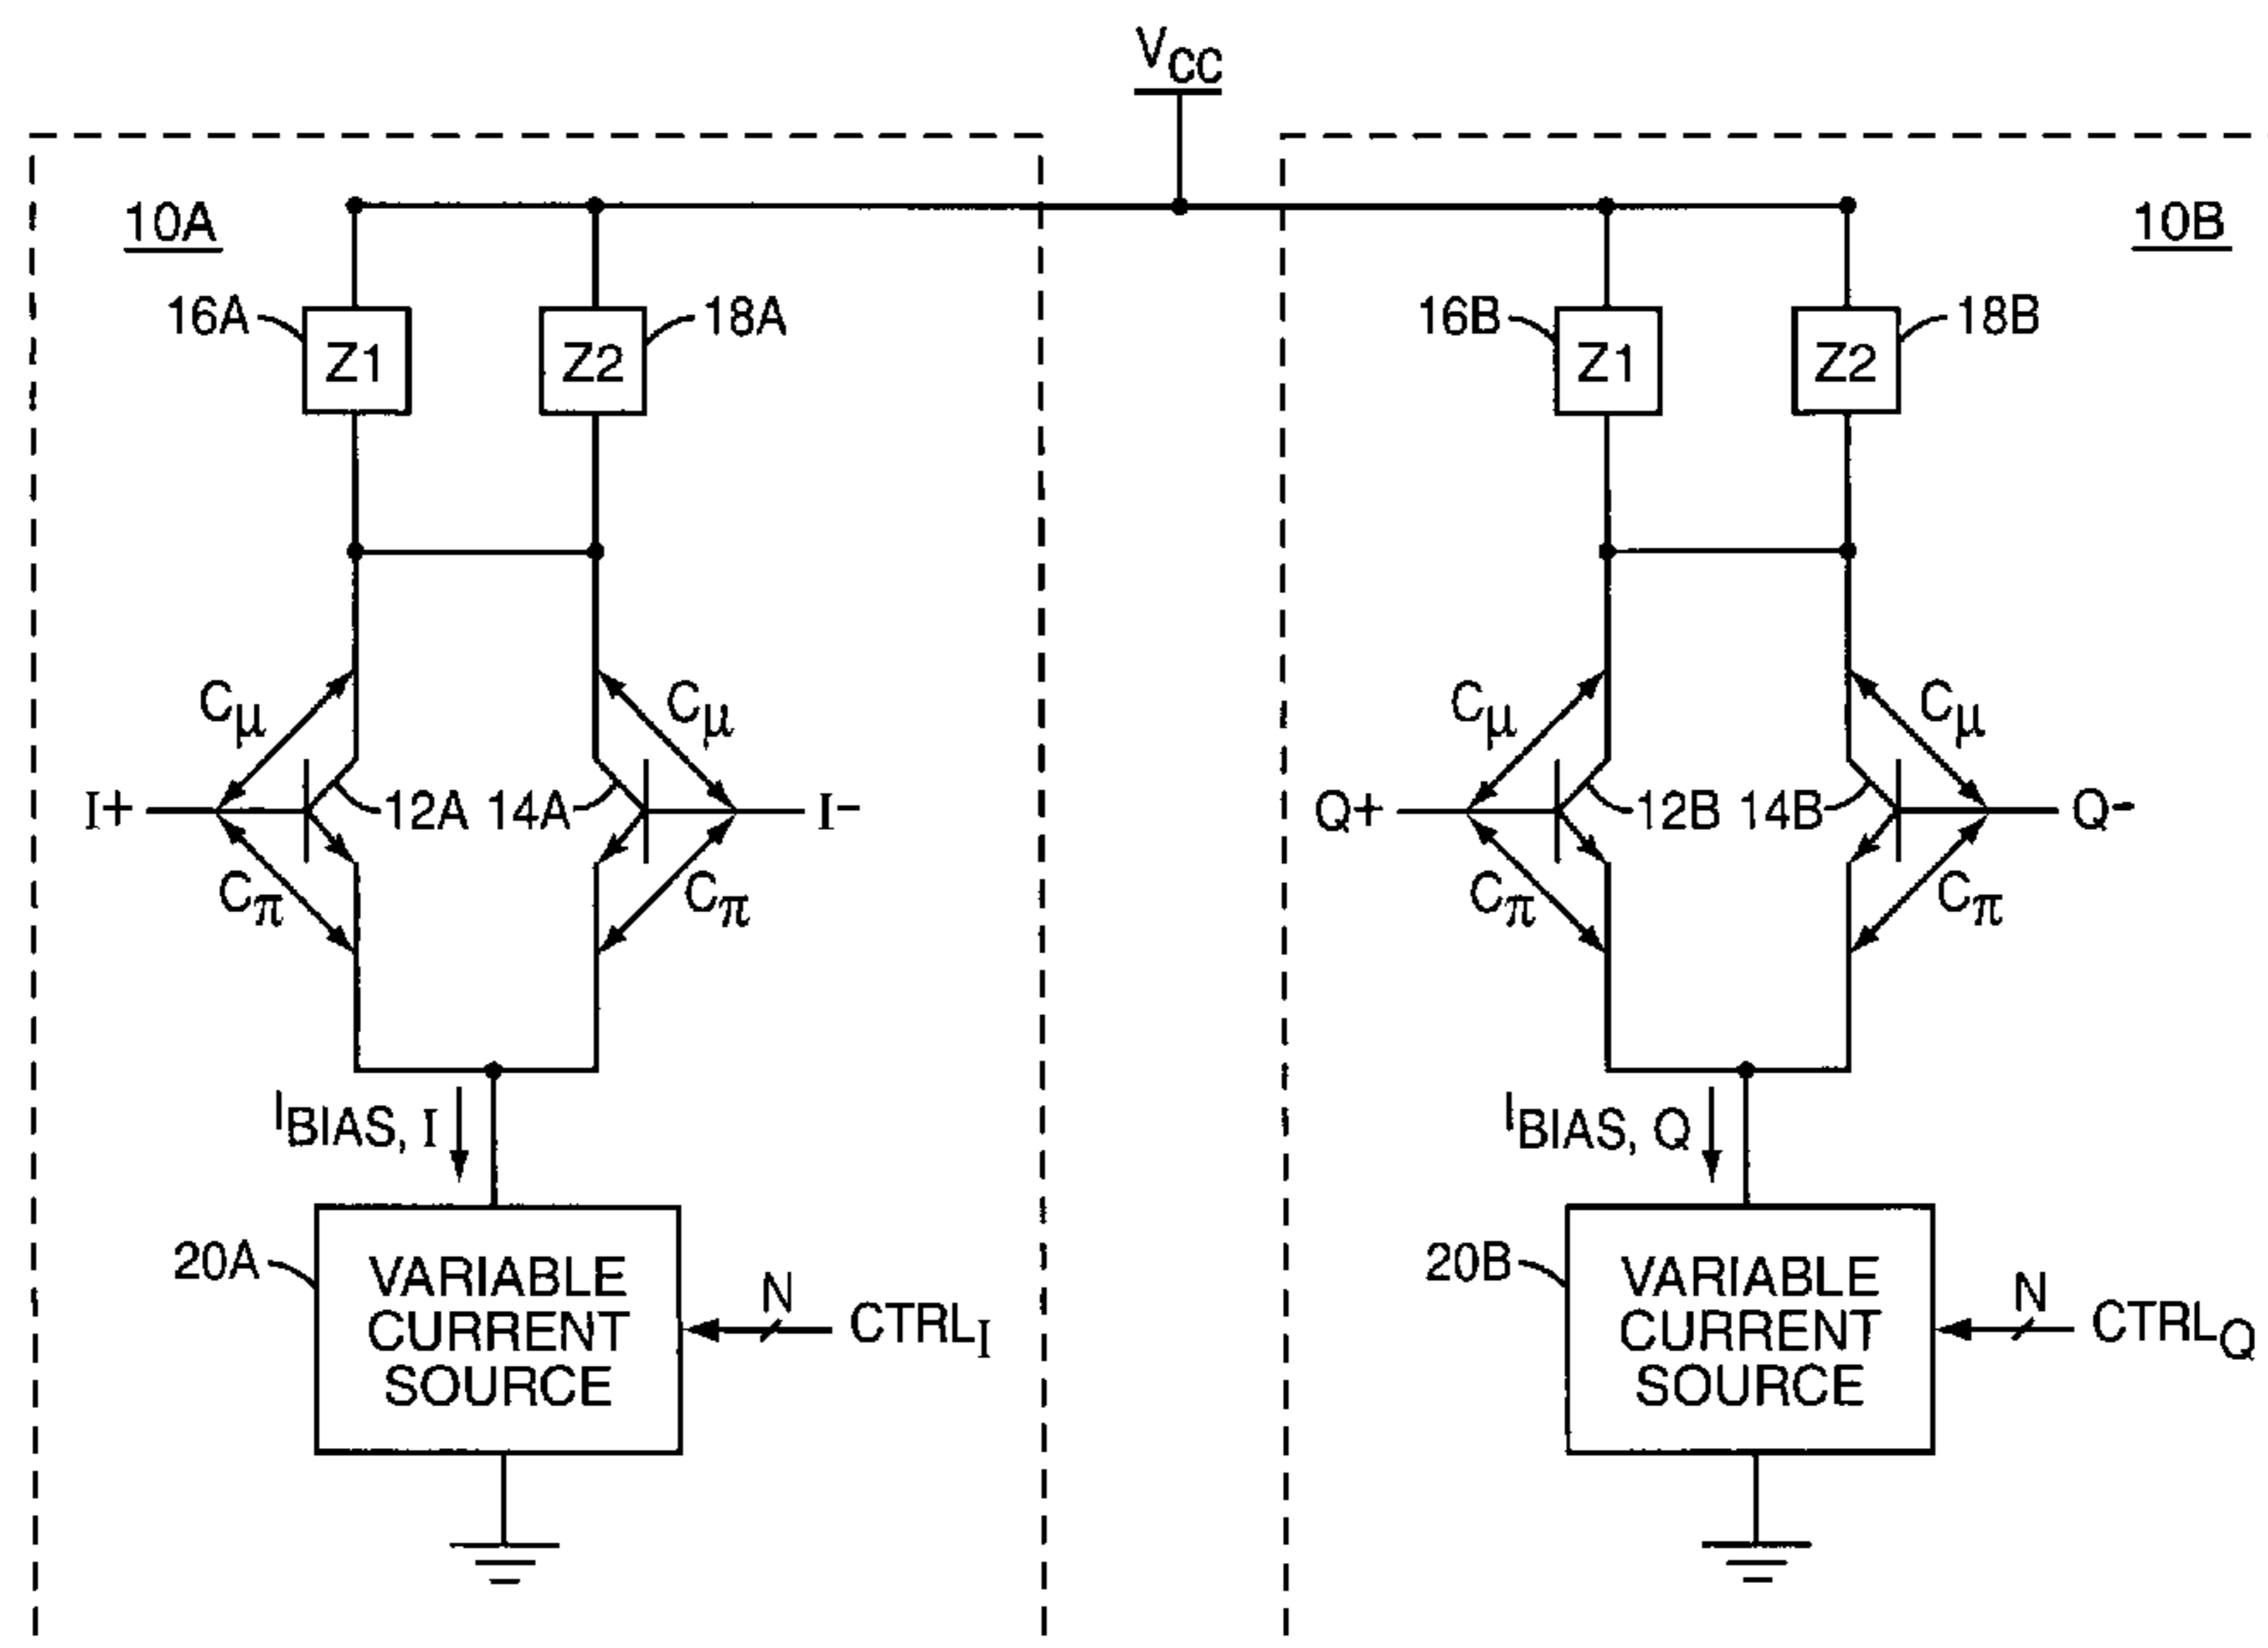 VCC
10A
10B
16A
Z1
Z2
18A
16B
Z1
Z2
18B
Cμ
Cμ
Cμ
Cμ
I+
12A
14A
I−
Q+
12B
14B
Q−
Cπ
Cπ
Cπ
Cπ
IBIAS, I
IBIAS, Q
20A
VARIABLE
CURRENT
SOURCE
N
CTRLI
20B
VARIABLE
CURRENT
SOURCE
N
CTRLQ